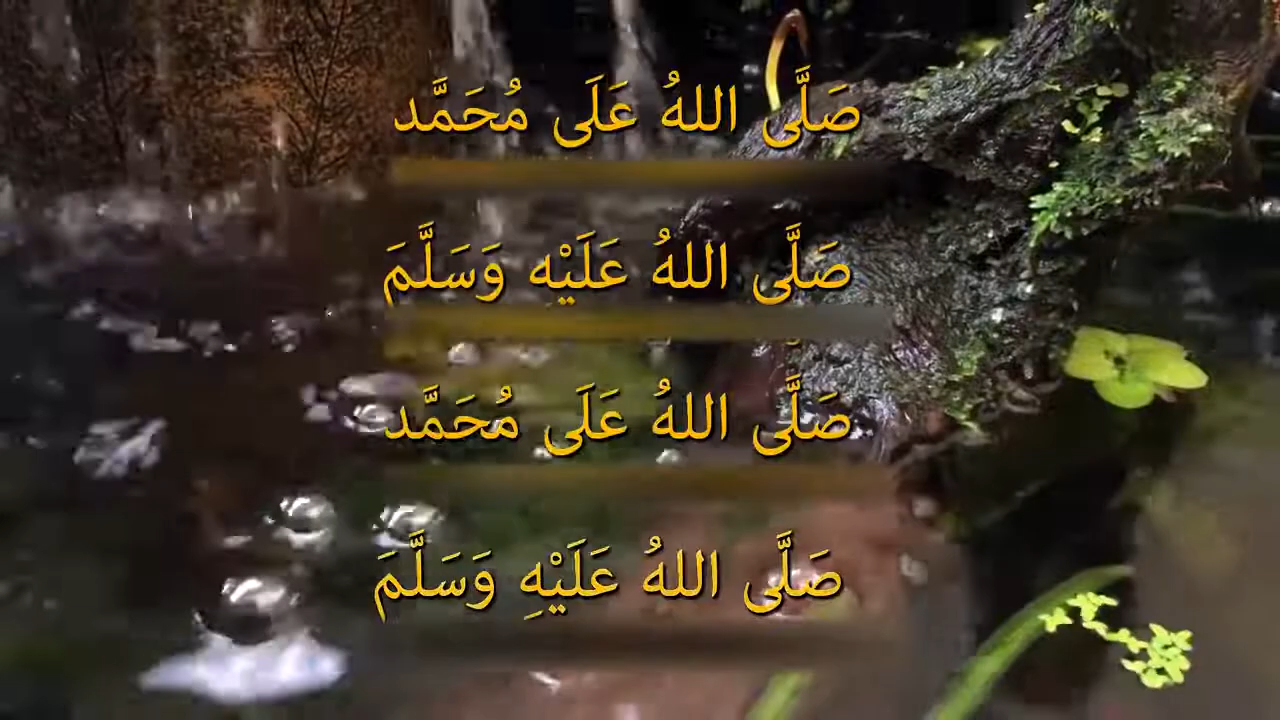 صَلَّى اللهُ عَلَى مُحَمَّد
صَلَّى اللهُ عَلَيْه وَسَلَّمَ
صَلَّى اللهُ عَلَى مُحَمَّد
صَلَّى اللهُ عَلَيْهِ وَسَلَّمَ